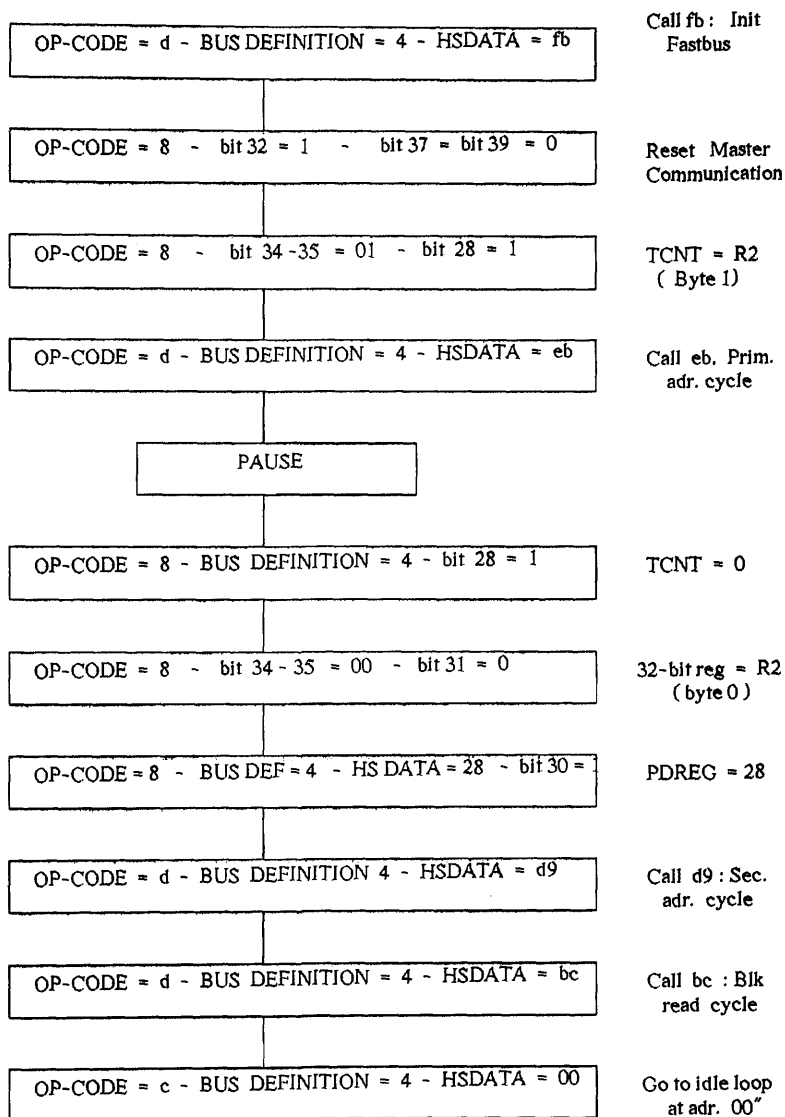 OP-CODE = d - BUS DEFINITION = 4 - HSDATA = fb
Call fb : Init
Fastbus
OP-CODE = 8 - bit 32 = 1 - bit 37 = bit 39 = 0
Reset Master
Communication
OP-CODE = 8 - bit 34 -35 = 01 - bit 28 = 1
TCNT = R2
( Byte 1)
OP-CODE = d - BUS DEFINITION = 4 - HSDATA = eb
Call eb. Prim.
adr. cycle
PAUSE
OP-CODE = 8 - BUS DEFINITION = 4 - bit 28 = 1
TCNT = 0
OP-CODE = 8 - bit 34 - 35 = 00 - bit 31 = 0
32-bit reg = R2
( byte 0 )
OP-CODE = 8 - BUS DEF = 4 - HS DATA = 28 - bit 30 =
PDREG = 28
OP-CODE = d - BUS DEFINITION 4 - HSDATA = d9
Call d9 : Sec.
adr. cycle
OP-CODE = d - BUS DEFINITION = 4 - HSDATA = bc
Call bc : Blk
read cycle
OP-CODE = c - BUS DEFINITION = 4 - HSDATA = 00
Go to idle loop
at adr. 00"